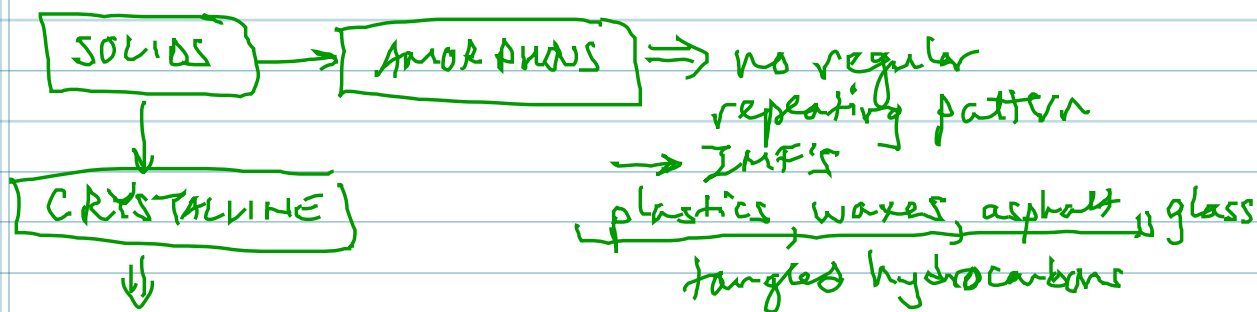 SOLIDS → AMORPHOUS ⇒ no regular
repeating pattern
→ IMF'S
CRYSTALLINE
plastics, waxes, asphalt, glass
tangled hydrocarbons